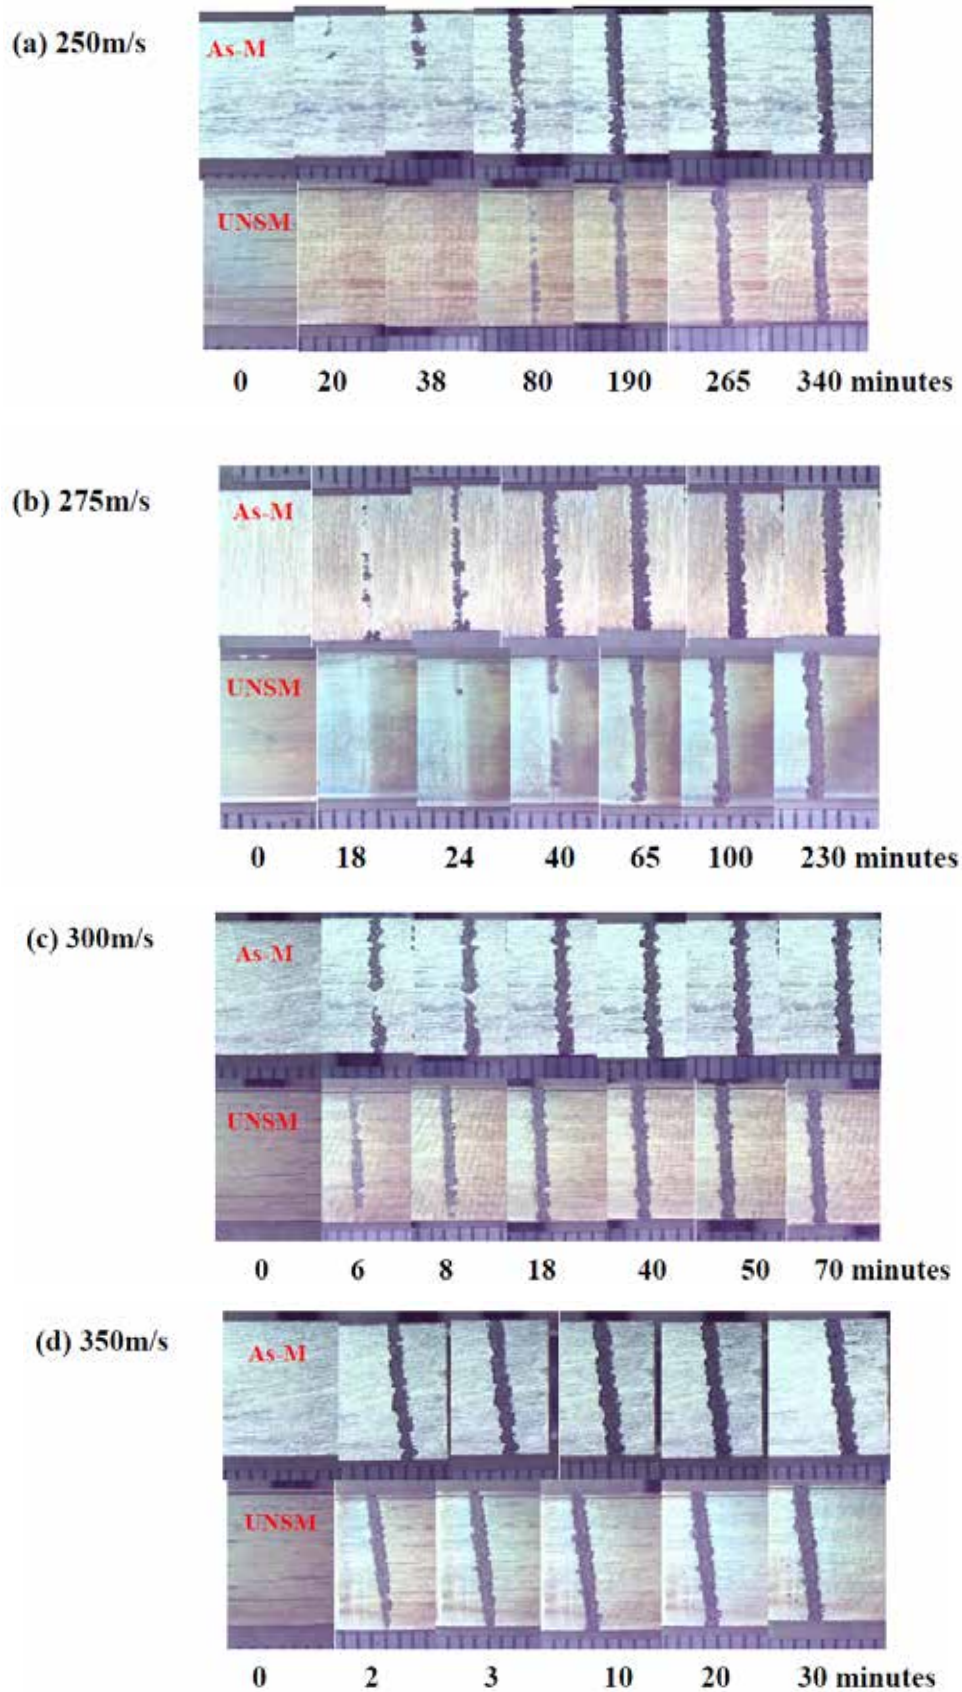 (a) 250m/s
As-M
UNSM
0 20 38 80 190 265 340 minutes
(b) 275m/s
As-M
UNSM
0 18 24 40 65 100 230 minutes
(c) 300m/s
As-M
UNSM
0 6 8 18 40 50 70 minutes
(d) 350m/s
As-M
UNSM
0 2 3 10 20 30 minutes